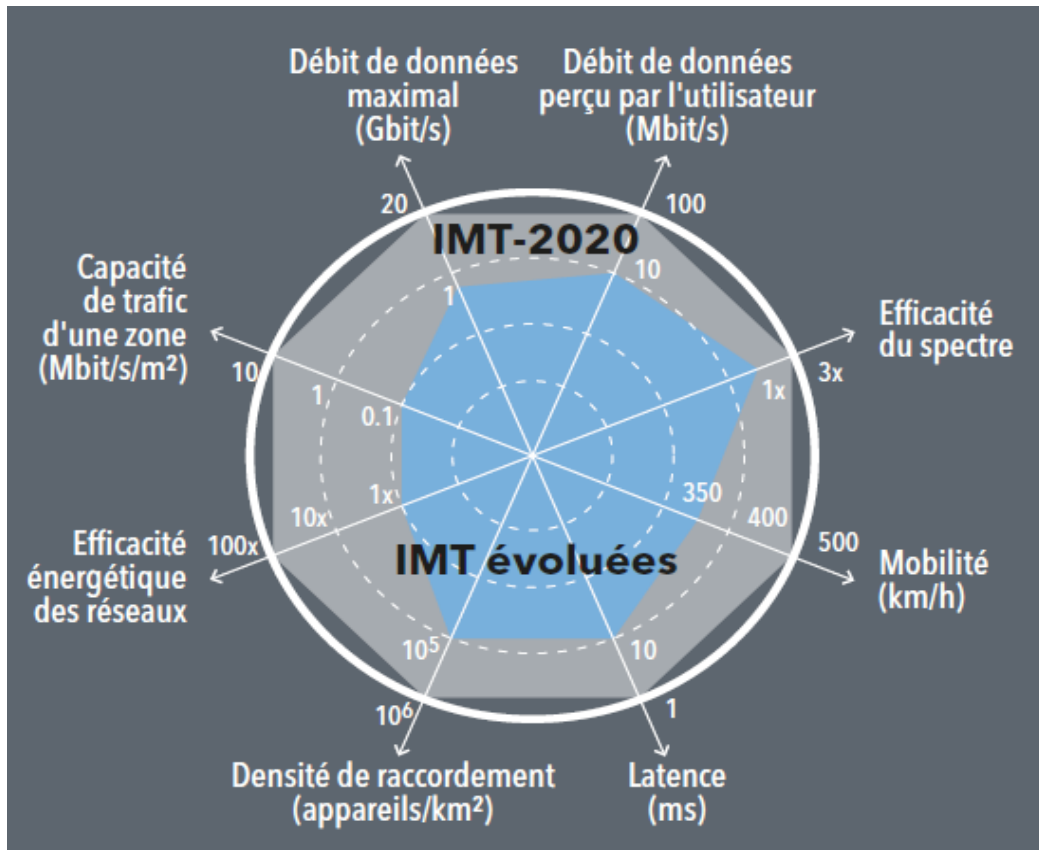 Débit de données
maximal
(Gbit/s)
Débit de données
perçu par l'utilisateur
(Mbit/s)
20
100
IMT-2020
10
1
Capacité
de trafic
d'une zone
(Mbit/s/m²)
10
1
0.1
Efficacité
du spectre
3x
1x
350
400
500
Mobilité
(km/h)
1x
10x
100x
Efficacité
énergétique
des réseaux
IMT évoluées
10⁵
10⁶
10
1
Densité de raccordement
(appareils/km²)
Latence
(ms)